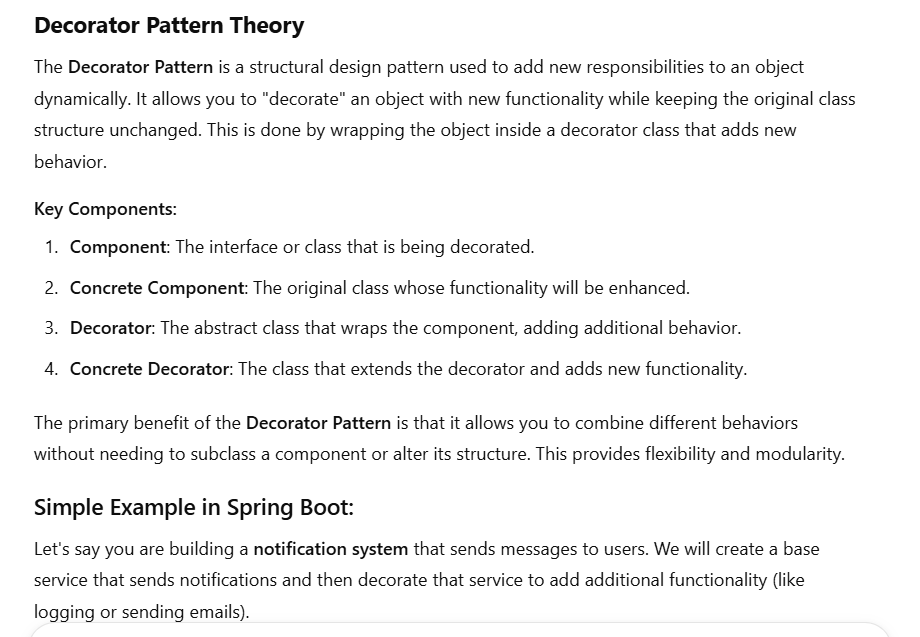 Decorator Pattern Theory
The Decorator Pattern is a structural design pattern used to add new responsibilities to an object
dynamically. It allows you to "decorate" an object with new functionality while keeping the original class
structure unchanged. This is done by wrapping the object inside a decorator class that adds new
behavior.
Key Components:
1. Component: The interface or class that is being decorated.
2. Concrete Component: The original class whose functionality will be enhanced.
3. Decorator: The abstract class that wraps the component, adding additional behavior.
4. Concrete Decorator: The class that extends the decorator and adds new functionality.
The primary benefit of the Decorator Pattern is that it allows you to combine different behaviors
without needing to subclass a component or alter its structure. This provides flexibility and modularity.
Simple Example in Spring Boot:
Let's say you are building a notification system that sends messages to users. We will create a base
service that sends notifications and then decorate that service to add additional functionality (like
logging or sending emails).